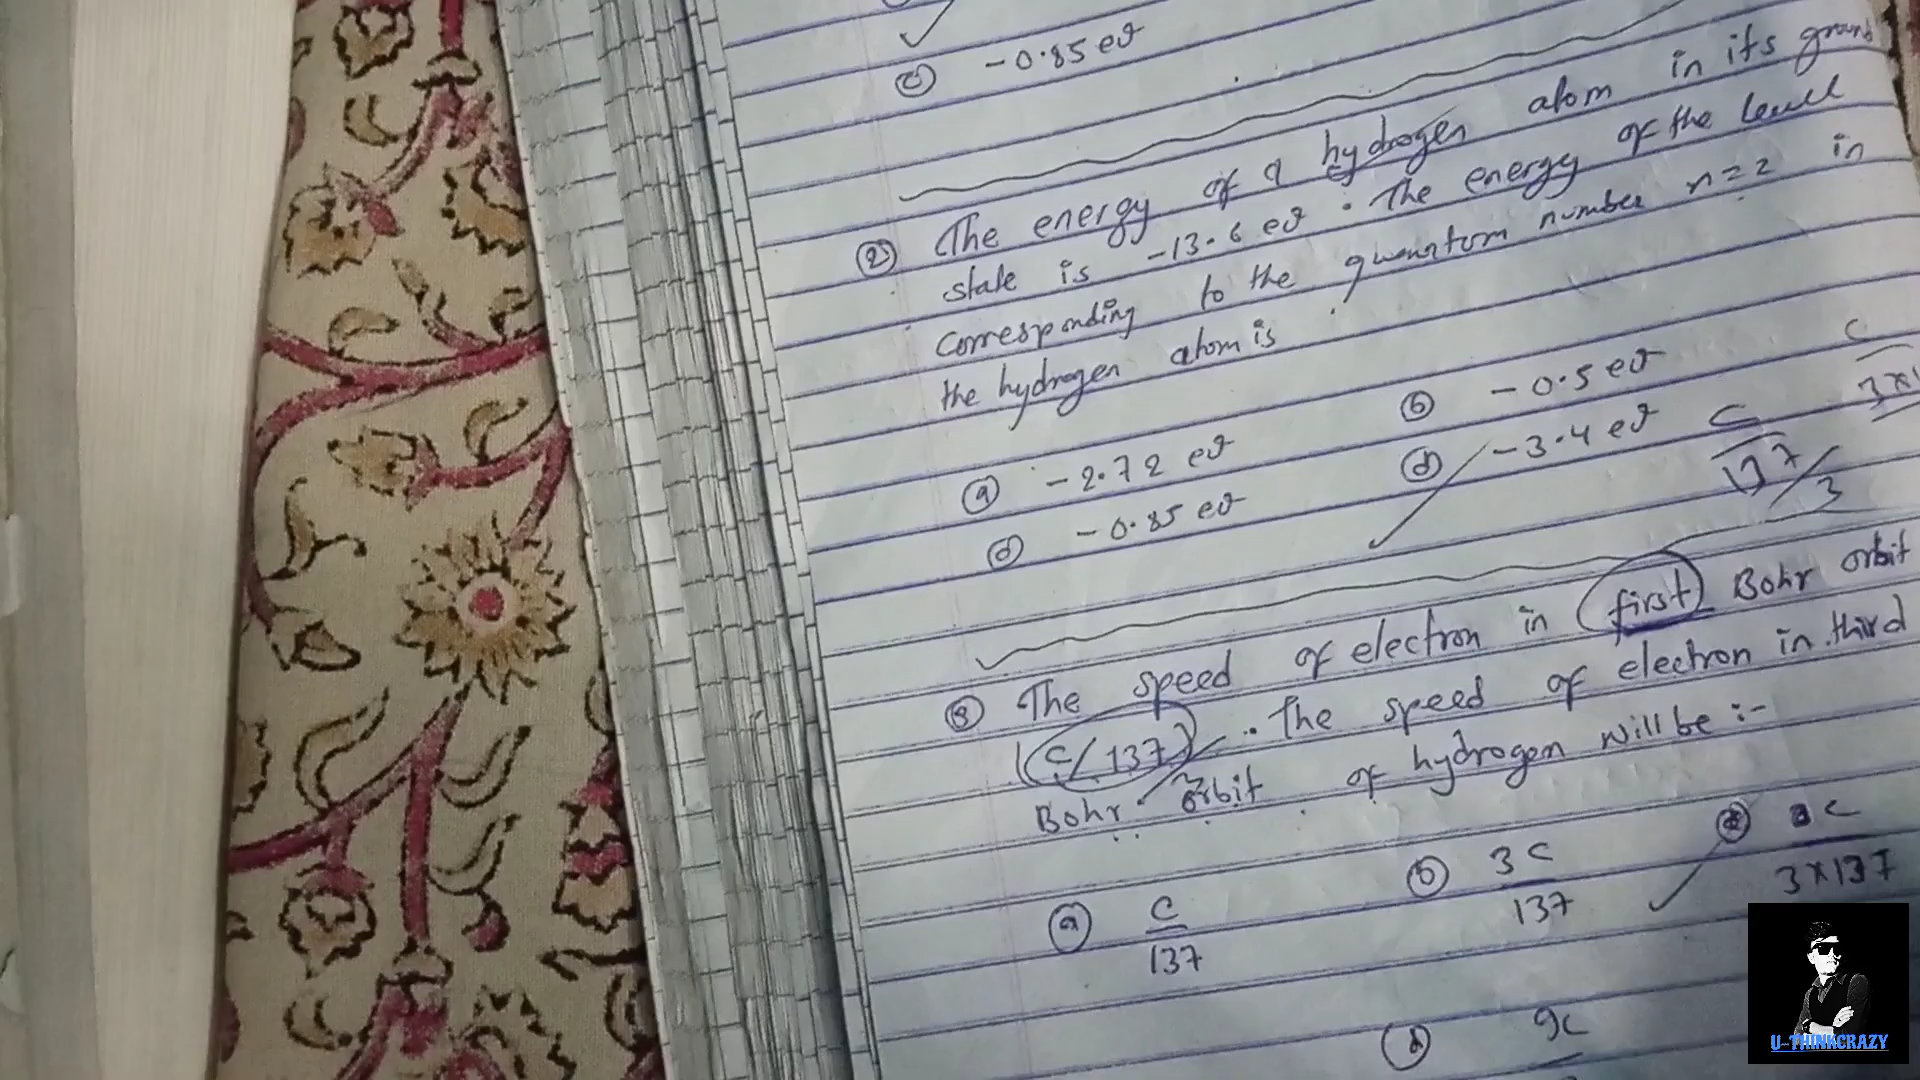 (c) -0.85 ev
(2) The energy of a hydrogen atom in its ground
state is -13.6 ev. The energy of the level
corresponding to the quantum number n=2 in
the hydrogen atom is
(a) -2.72 ev (b) -0.5 ev
(c) -0.85 ev (d) -3.4 ev
C
137/3
C
3×1
(3) The speed of electron in first Bohr orbit
(c/137). The speed of electron in third
Bohr orbit of hydrogen will be :-
(a) C/137 (b) 3C/137 (c) C/3×137
(d) 9C
U-THINKCRAZY